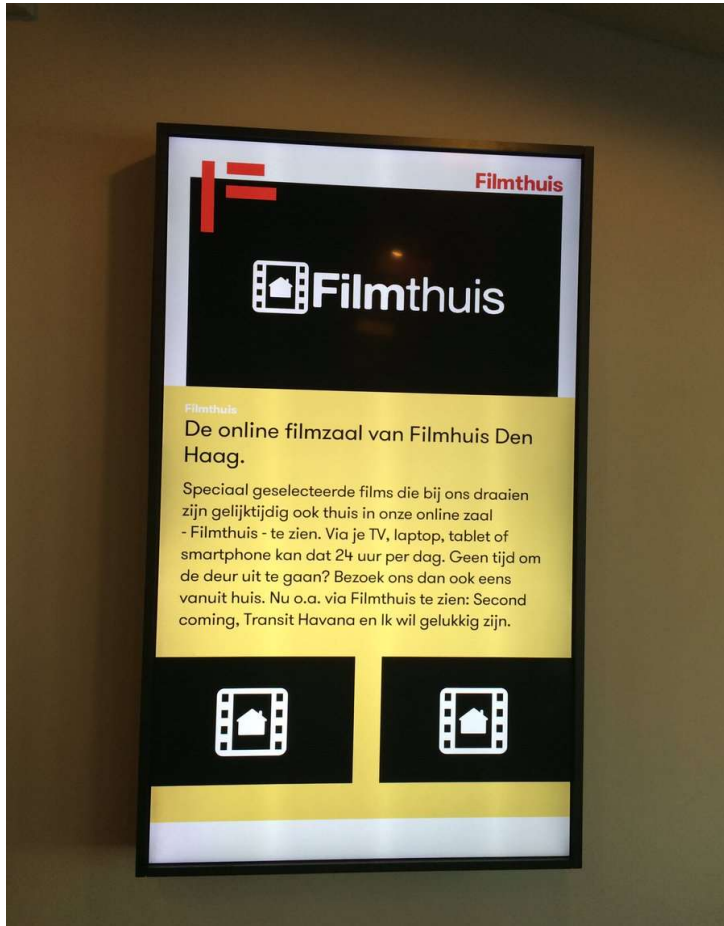 Filmthuis
Filmthuis
Filmthuis
De online filmzaal van Filmhuis Den
Haag.
Speciaal geselecteerde films die bij ons draaien
zijn gelijktijdig ook thuis in onze online zaal
- Filmthuis - te zien. Via je TV, laptop, tablet of
smartphone kan dat 24 uur per dag. Geen tijd om
de deur uit te gaan? Bezoek ons dan ook eens
vanuit huis. Nu o.a. via Filmthuis te zien: Second
coming, Transit Havana en Ik wil gelukkig zijn.